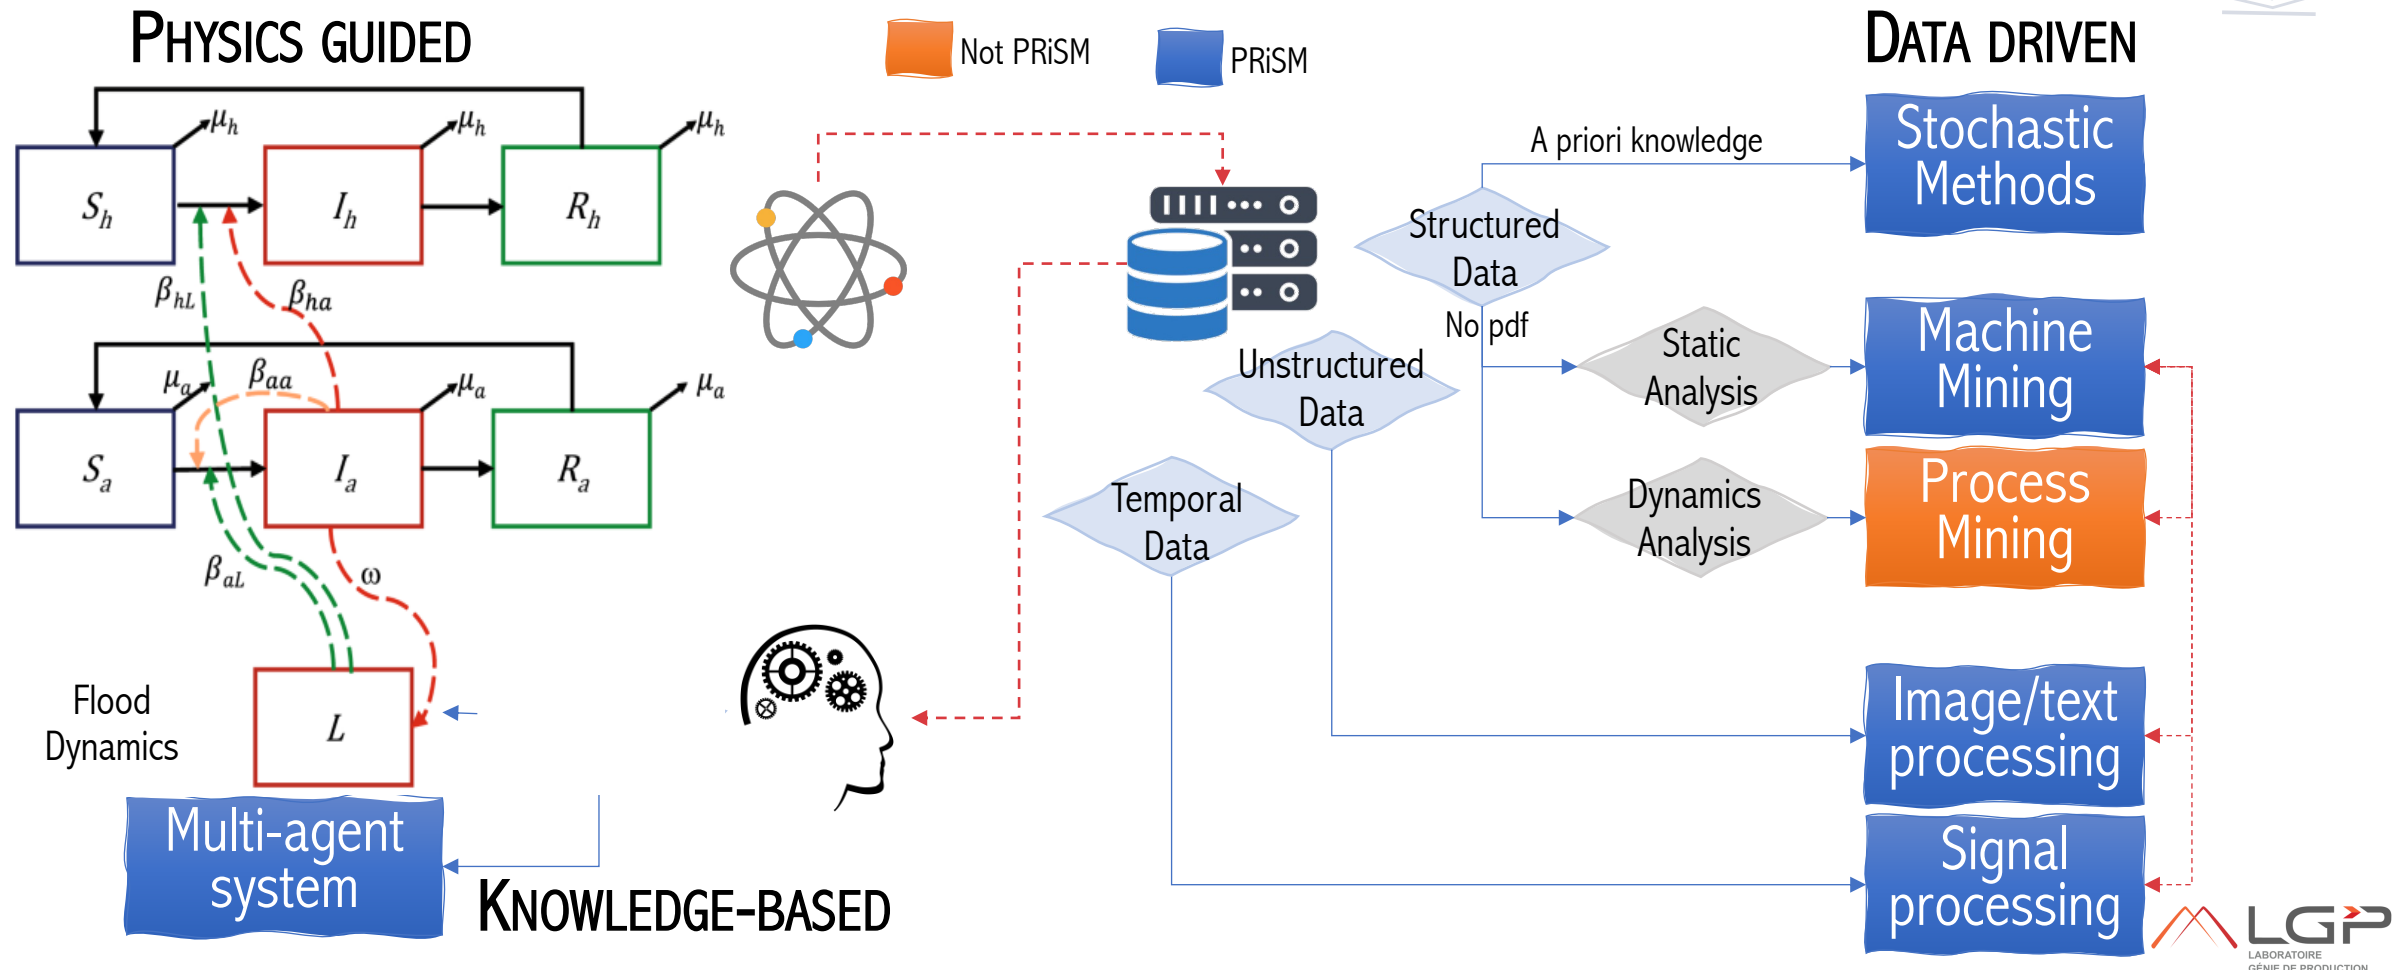 PHYSICS GUIDED
Not PRiSM
PRiSM
DATA DRIVEN
μh
μh
μh
Sh
Ih
Rh
βhL
βha
μa
βaa
μa
μa
Sa
Ia
Ra
βaL
ω
Flood
Dynamics
L
Multi-agent
system
KNOWLEDGE-BASED
A priori knowledge
Structured
Data
No pdf
Unstructured
Data
Temporal
Data
Static
Analysis
Dynamics
Analysis
Stochastic
Methods
Machine
Mining
Process
Mining
Image/text
processing
Signal
processing
LGP
LABORATOIRE
GÉNIE DE PRODUCTION